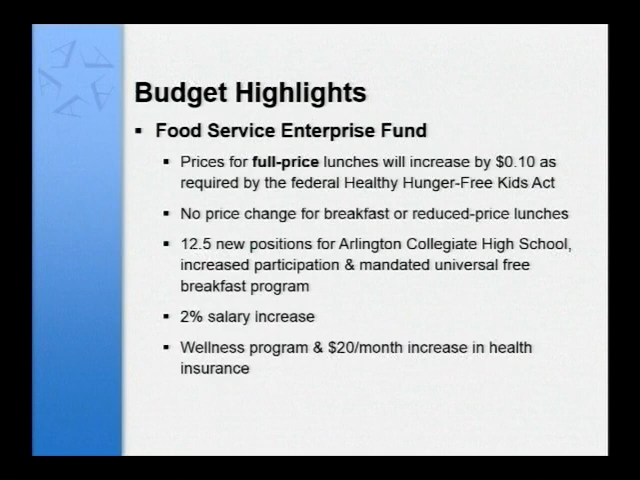 Budget Highlights
▪ Food Service Enterprise Fund
▪ Prices for full-price lunches will increase by $0.10 as
required by the federal Healthy Hunger-Free Kids Act
▪ No price change for breakfast or reduced-price lunches
▪ 12.5 new positions for Arlington Collegiate High School,
increased participation & mandated universal free
breakfast program
▪ 2% salary increase
▪ Wellness program & $20/month increase in health
insurance